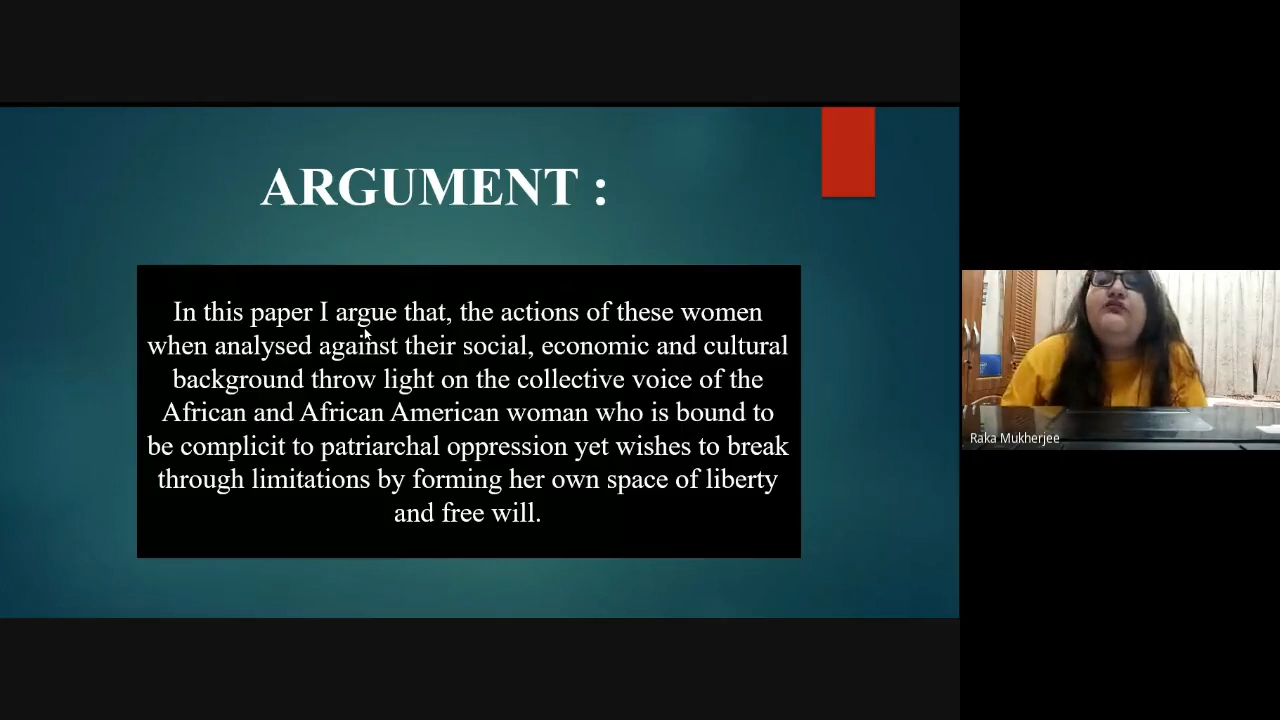 ARGUMENT :
In this paper I argue that, the actions of these women
when analysed against their social, economic and cultural
background throw light on the collective voice of the
African and African American woman who is bound to
be complicit to patriarchal oppression yet wishes to break
through limitations by forming her own space of liberty
and free will.
Raka Mukherjee